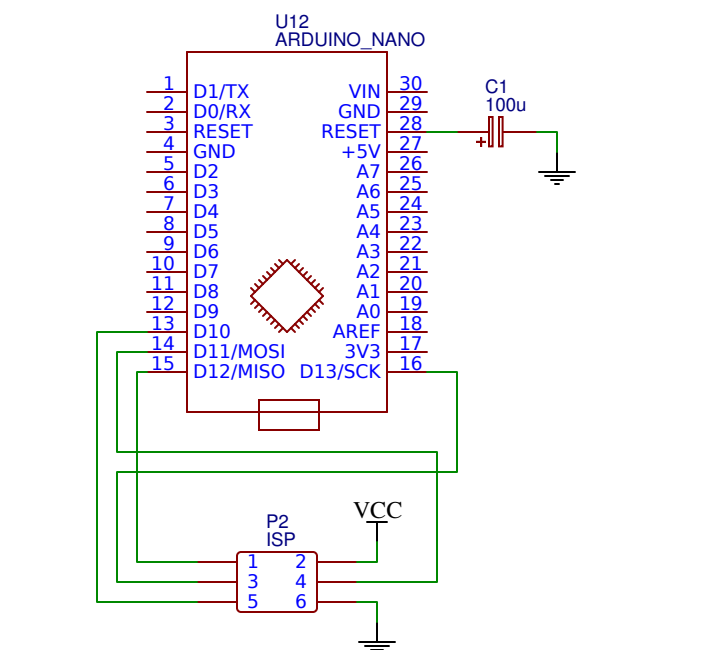 U12
ARDUINO_NANO
1 D1/TX VIN 30
2 D0/RX GND 29
3 RESET RESET 28
4 GND +5V 27
5 D2 A7 26
6 D3 A6 25
7 D4 A5 24
8 D5 A4 23
9 D6 A3 22
10 D7 A2 21
11 D8 A1 20
12 D9 A0 19
13 D10 AREF 18
14 D11/MOSI 3V3 17
15 D12/MISO D13/SCK 16
C1
100u
+
VCC
P2
ISP
1 2
3 4
5 6